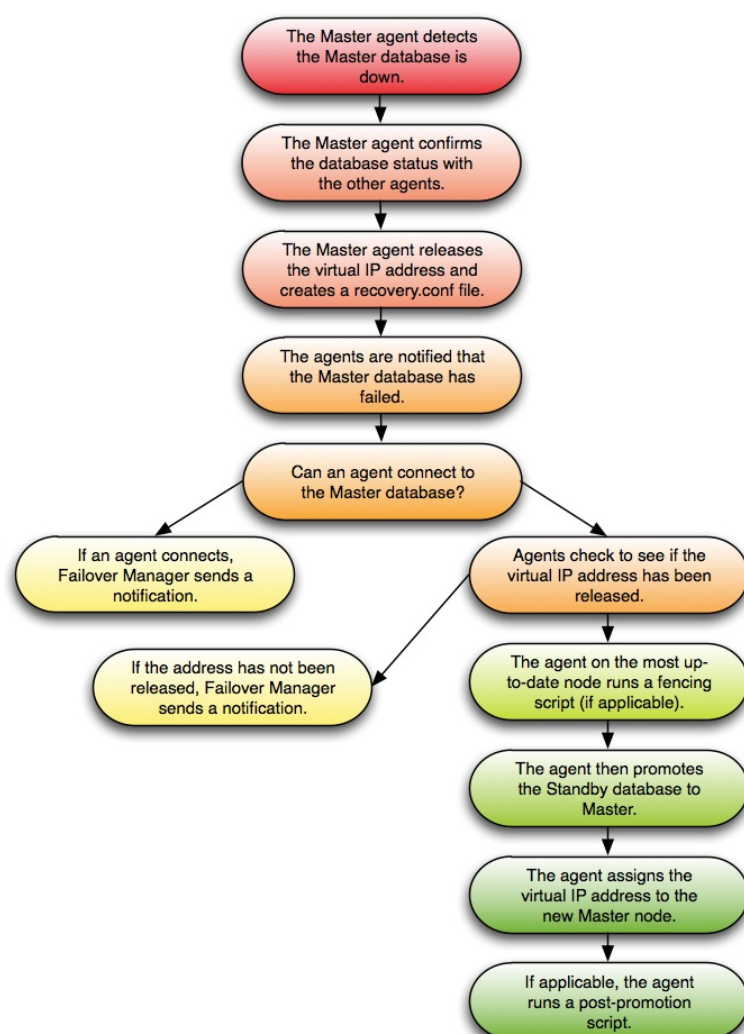 The Master agent detects
the Master database is
down.
The Master agent confirms
the database status with
the other agents.
The Master agent releases
the virtual IP address and
creates a recovery.conf file.
The agents are notified that
the Master database has
failed.
Can an agent connect to
the Master database?
If an agent connects,
Failover Manager sends a
notification.
Agents check to see if the
virtual IP address has been
released.
If the address has not been
released, Failover Manager
sends a notification.
The agent on the most up-
to-date node runs a fencing
script (if applicable).
The agent then promotes
the Standby database to
Master.
The agent assigns the
virtual IP address to the
new Master node.
If applicable, the agent
runs a post-promotion
script.